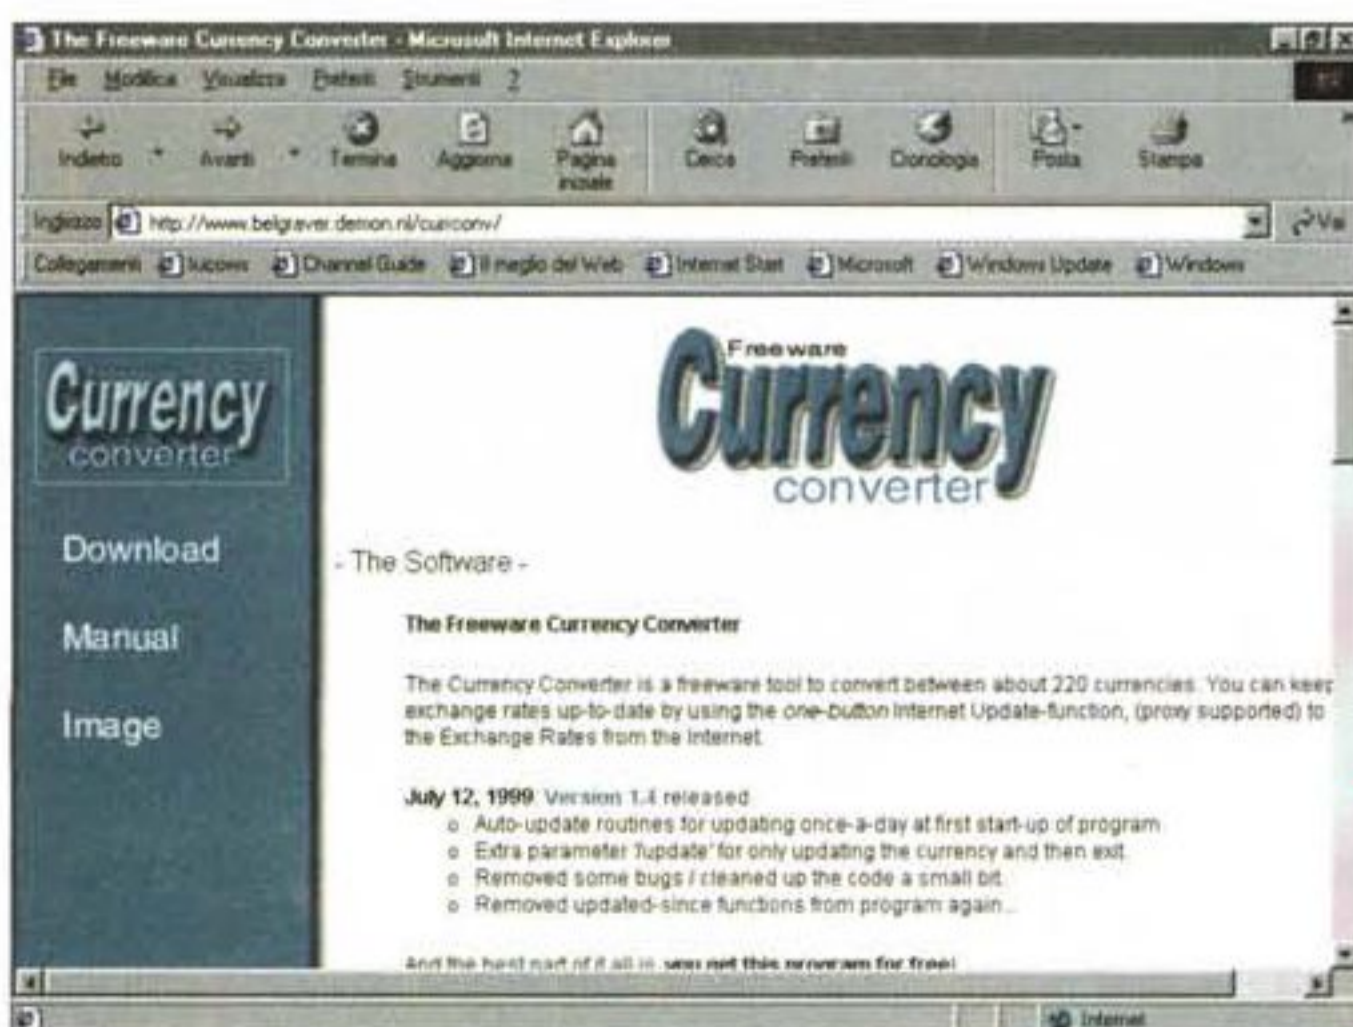 The Freeware Currency Converter - Microsoft Internet Explorer
File Modifica Visualizza Preferiti Strumenti ?
Indietro Avanti Termina Aggiorna Pagina iniziale Cerca Preferiti Cronologia Posta Stampa
Indirizzo http://www.belgraver.demon.nl/currconv/ Vai
Collegamenti tucows Channel Guide Il meglio del Web Internet Start Microsoft Windows Update Windows
Currency
converter
Download
Manual
Image
Freeware
Currency
converter
- The Software -
The Freeware Currency Converter
The Currency Converter is a freeware tool to convert between about 220 currencies. You can keep
exchange rates up-to-date by using the one-button Internet Update-function, (proxy supported) to
the Exchange Rates from the Internet.
July 12, 1999: Version 1.4 released
o Auto-update routines for updating once-a-day at first start-up of program
o Extra parameter '/update' for only updating the currency and then exit.
o Removed some bugs / cleaned up the code a small bit.
o Removed updated-since functions from program again...
And the best part of it all is, you get this program for free!
Internet